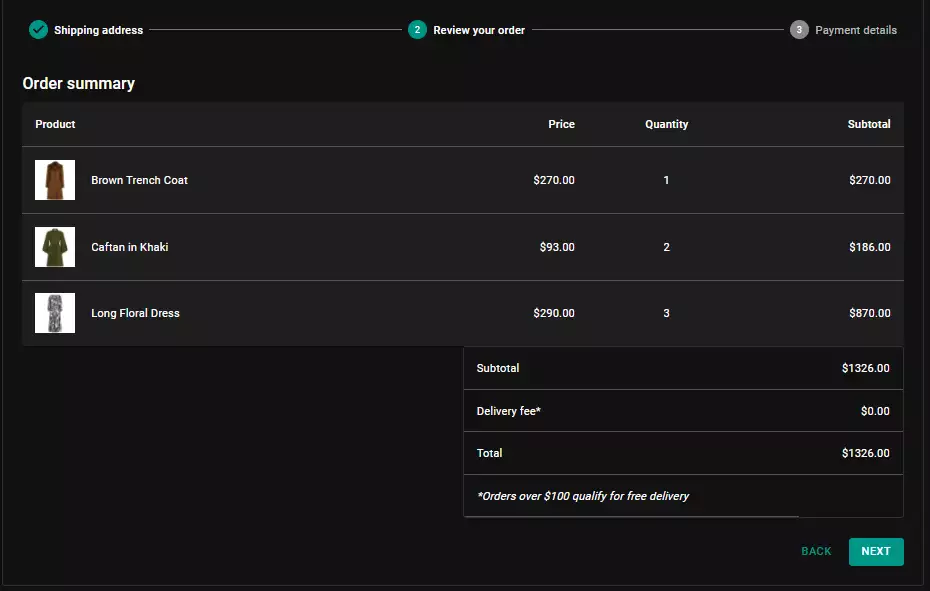 Shipping address 2 Review your order 3 Payment details
Order summary
Product Price Quantity Subtotal
Brown Trench Coat $270.00 1 $270.00
Caftan in Khaki $93.00 2 $186.00
Long Floral Dress $290.00 3 $870.00
Subtotal $1326.00
Delivery fee* $0.00
Total $1326.00
*Orders over $100 qualify for free delivery
BACK NEXT